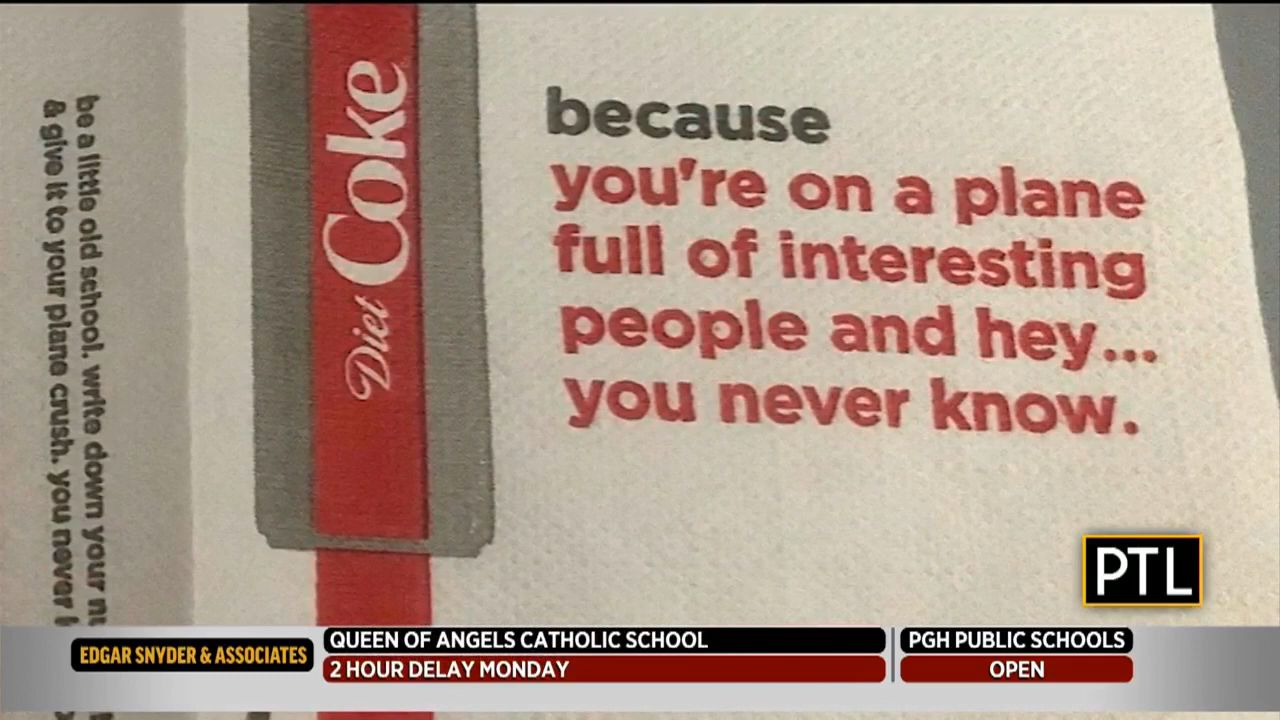 be a little old school. write down your
& give it to your plane crush. you never
Diet Coke
because
you're on a plane
full of interesting
people and hey...
you never know.
PTL
EDGAR SNYDER & ASSOCIATES
QUEEN OF ANGELS CATHOLIC SCHOOL
2 HOUR DELAY MONDAY
PGH PUBLIC SCHOOLS
OPEN